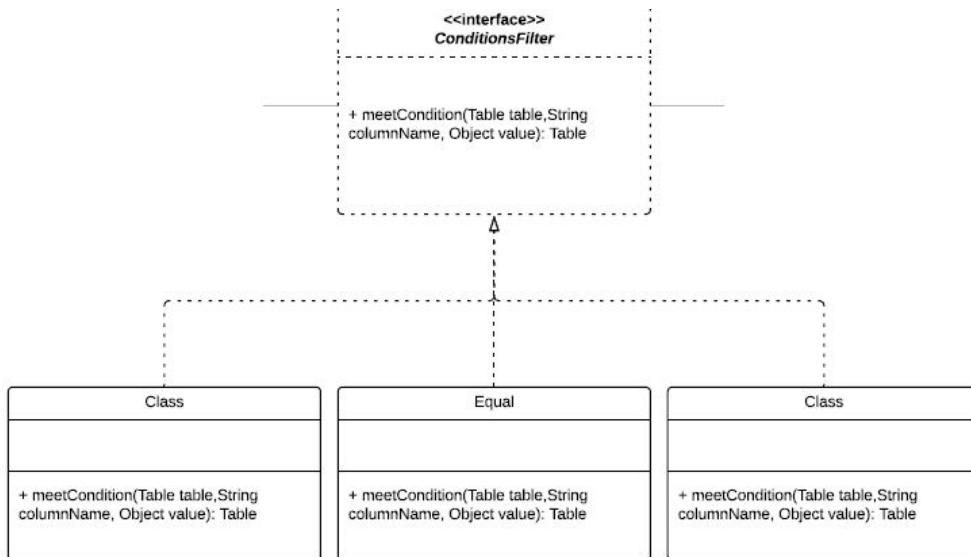 <<interface>>
ConditionsFilter
+ meetCondition(Table table,String
columnName, Object value): Table
Class
+ meetCondition(Table table,String
columnName, Object value): Table
Equal
+ meetCondition(Table table,String
columnName, Object value): Table
Class
+ meetCondition(Table table,String
columnName, Object value): Table